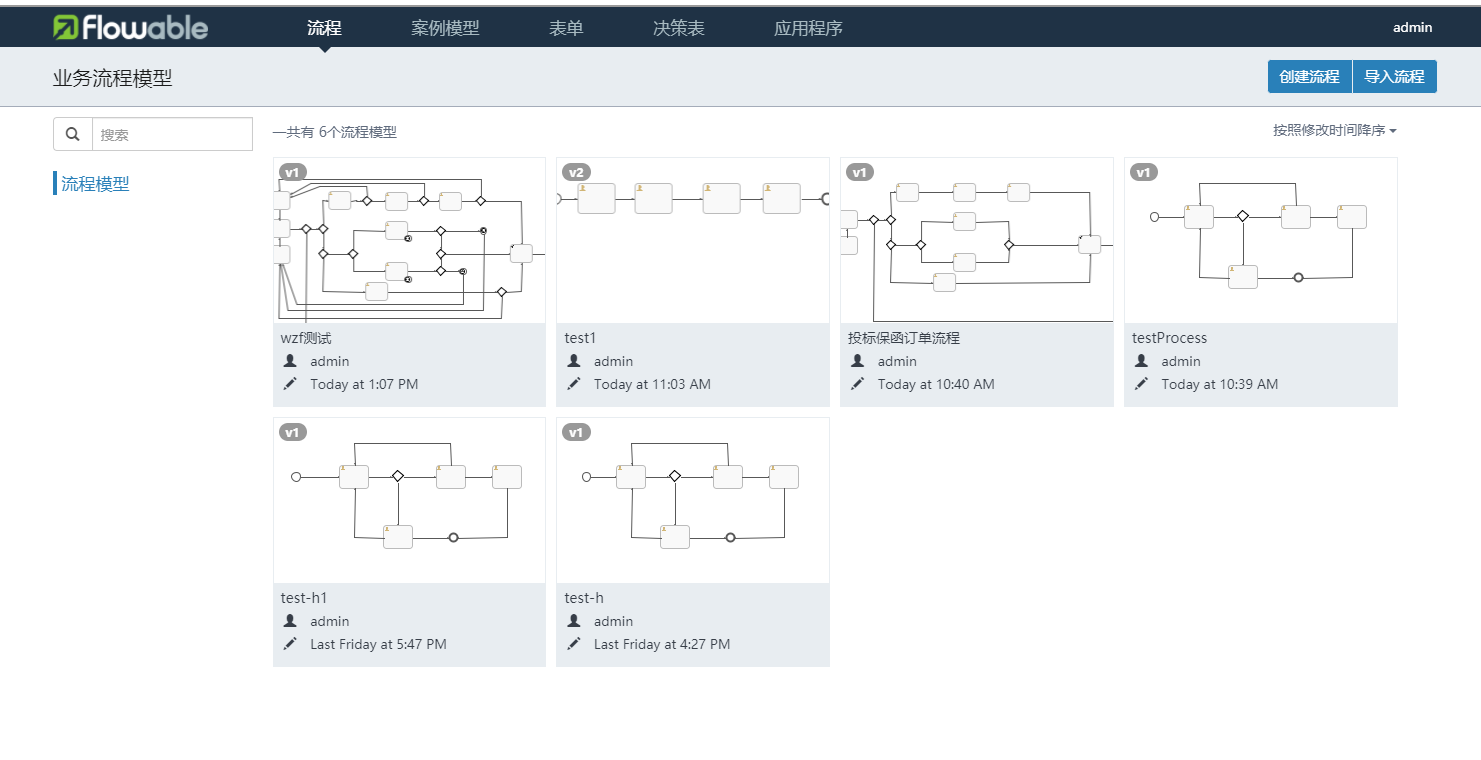 flowable
流程
案例模型
表单
决策表
应用程序
admin
业务流程模型
创建流程
导入流程
搜索
一共有 6个流程模型
按照修改时间降序
流程模型
v1
wzf测试
admin
Today at 1:07 PM
v2
test1
admin
Today at 11:03 AM
v1
投标保函订单流程
admin
Today at 10:40 AM
v1
testProcess
admin
Today at 10:39 AM
v1
test-h1
admin
Last Friday at 5:47 PM
v1
test-h
admin
Last Friday at 4:27 PM